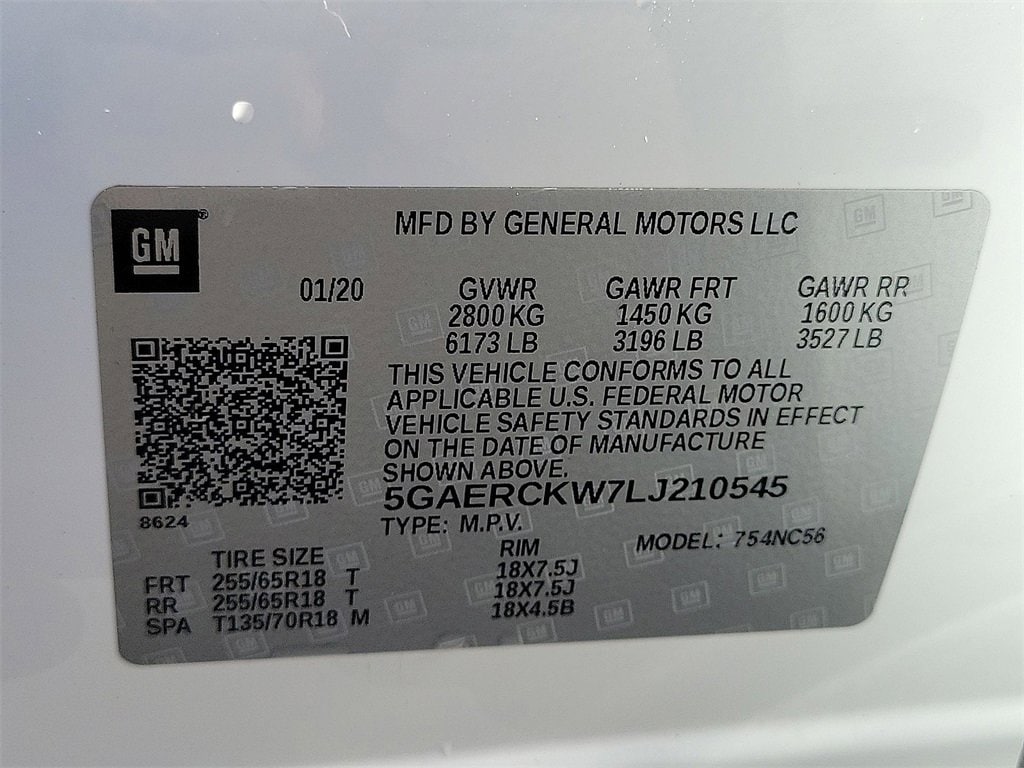 GM®
MFD BY GENERAL MOTORS LLC
01/20 GVWR GAWR FRT GAWR RR
2800 KG 1450 KG 1600 KG
6173 LB 3196 LB 3527 LB
THIS VEHICLE CONFORMS TO ALL
APPLICABLE U.S. FEDERAL MOTOR
VEHICLE SAFETY STANDARDS IN EFFECT
ON THE DATE OF MANUFACTURE
SHOWN ABOVE.
5GAERCKW7LJ210545
8624
TYPE: M.P.V. MODEL: 754NC56
TIRE SIZE RIM
FRT 255/65R18 T 18X7.5J
RR 255/65R18 T 18X7.5J
SPA T135/70R18 M 18X4.5B